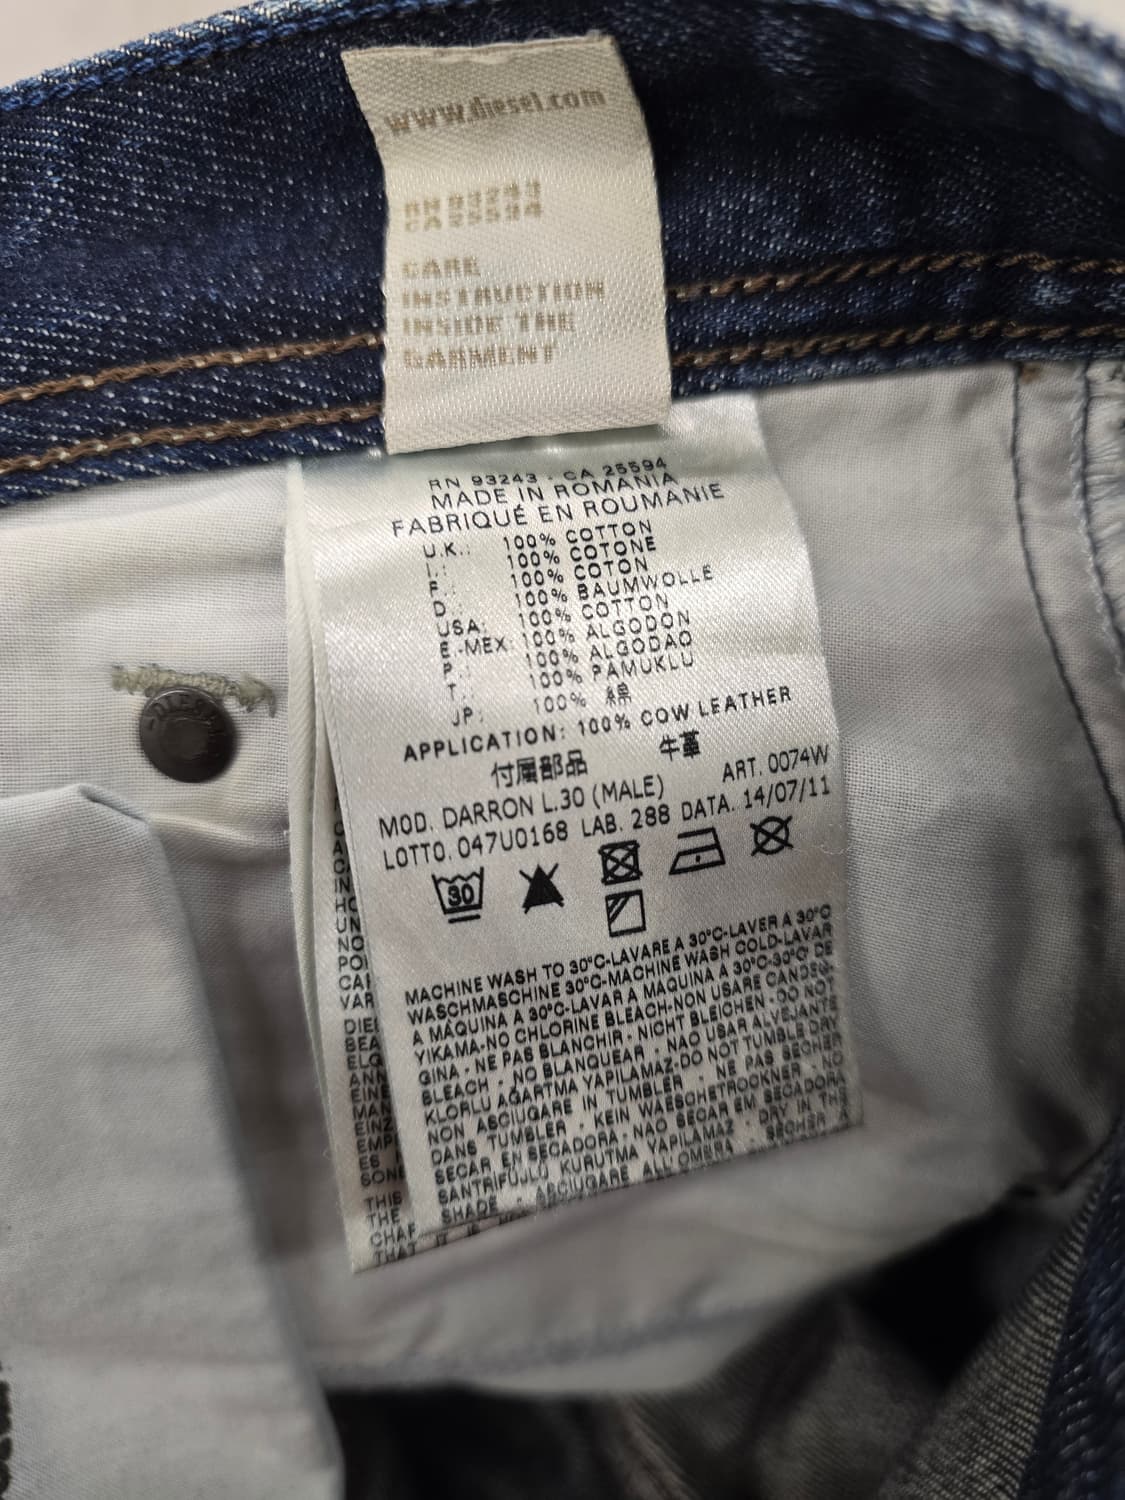 www.diesel.com
RN 93243
CA 25594
CARE
INSTRUCTION
INSIDE THE
GARMENT
RN 93243 - CA 25594
MADE IN ROMANIA
FABRIQUÉ EN ROUMANIE
U.K.: 100% COTTON
I.: 100% COTONE
F.: 100% COTON
D.: 100% BAUMWOLLE
USA: 100% COTTON
E.-MEX: 100% ALGODON
P.: 100% ALGODAO
T.: 100% PAMUKLU
JP: 100% 綿
APPLICATION: 100% COW LEATHER
付属部品 牛革
ART. 0074W
MOD. DARRON L.30 (MALE)
LOTTO. 047U0168 LAB. 288 DATA. 14/07/11
30
MACHINE WASH TO 30°C-LAVARE A 30°C-LAVER A 30°C
WASCHMASCHINE 30°C-MACHINE WASH COLD-LAVAR
A MAQUINA A 30°C-LAVAR A MAQUINA A 30°C-30°C DE
YIKAMA-NO CHLORINE BLEACH-NON USARE CANDEG-
GINA - NE PAS BLANCHIR - NICHT BLEICHEN - DO NOT
BLEACH - NO BLANQUEAR - NAO USAR ALVEJANTE
KLORLU AĞARTMA YAPILAMAZ-DO NOT TUMBLE DRY
NON ASCIUGARE IN TUMBLER - NE PAS SECHER
DANS TUMBLER - KEIN WAESCHETROCKNER - NO
SECAR EN SECADORA - NAO SECAR EM SECADORA
SANTRIFUJLU KURUTMA YAPILAMAZ - DRY IN THE
SHADE - ASCIUGARE ALL'OMBRA - SECHER A
THIS
THE
THAT
DIESEL